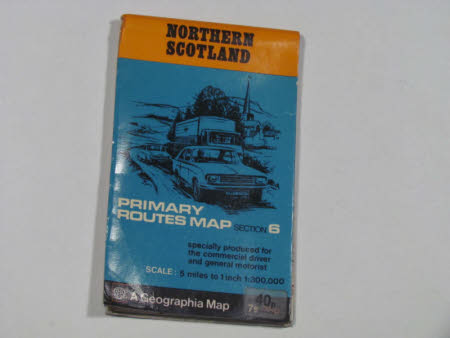 NORTHERN
SCOTLAND
PRIMARY
ROUTES MAP SECTION 6
specially produced for
the commercial driver
and general motorist
SCALE: 5 miles to 1 inch 1:300,000
A Geographia Map
40p